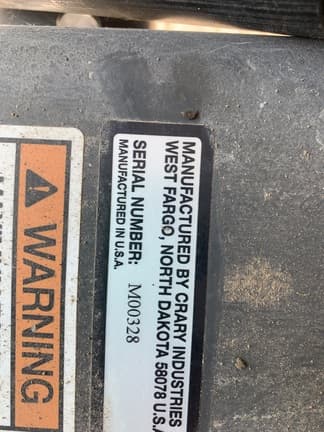 MANUFACTURED BY CRARY INDUSTRIES
WEST FARGO, NORTH DAKOTA 58078 U.S.A
SERIAL NUMBER: M00328
MANUFACTURED IN U.S.A.
WARNING